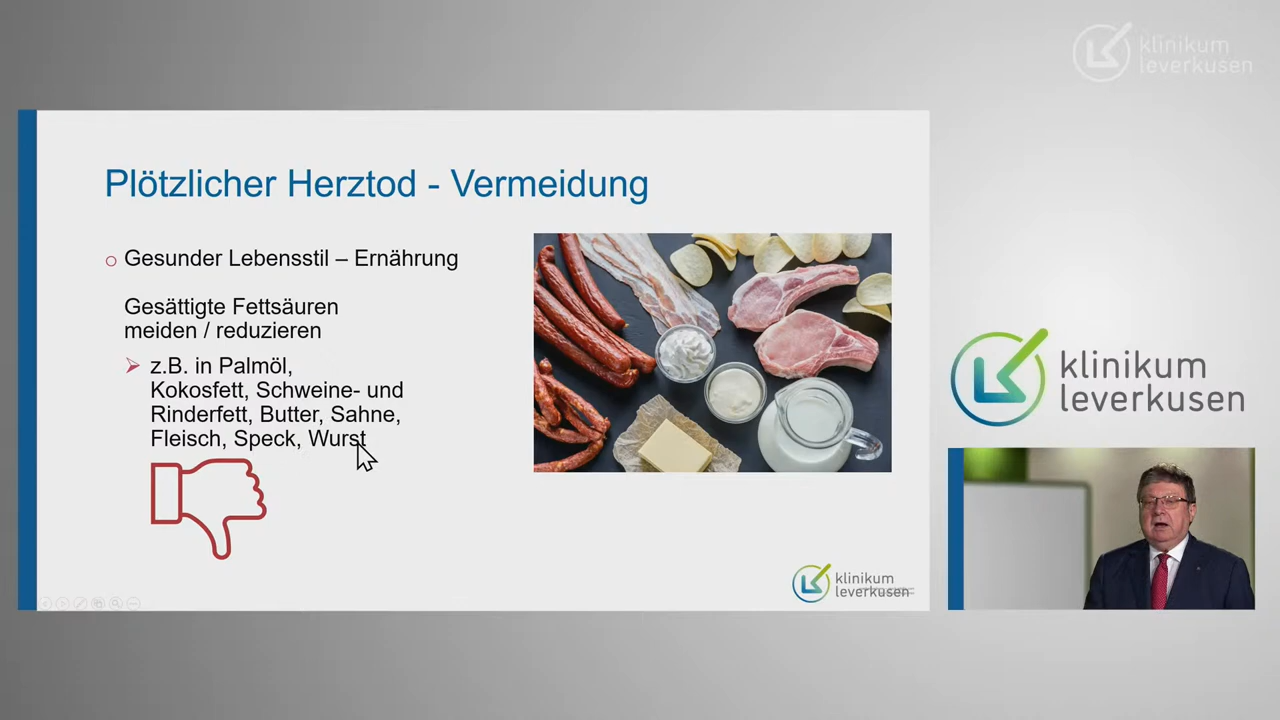 klinikum
leverkusen
Plötzlicher Herztod - Vermeidung
Gesunder Lebensstil – Ernährung
Gesättigte Fettsäuren
meiden / reduzieren
z.B. in Palmöl,
Kokosfett, Schweine- und
Rinderfett, Butter, Sahne,
Fleisch, Speck, Wurst
klinikum
leverkusen
klinikum
leverkusen